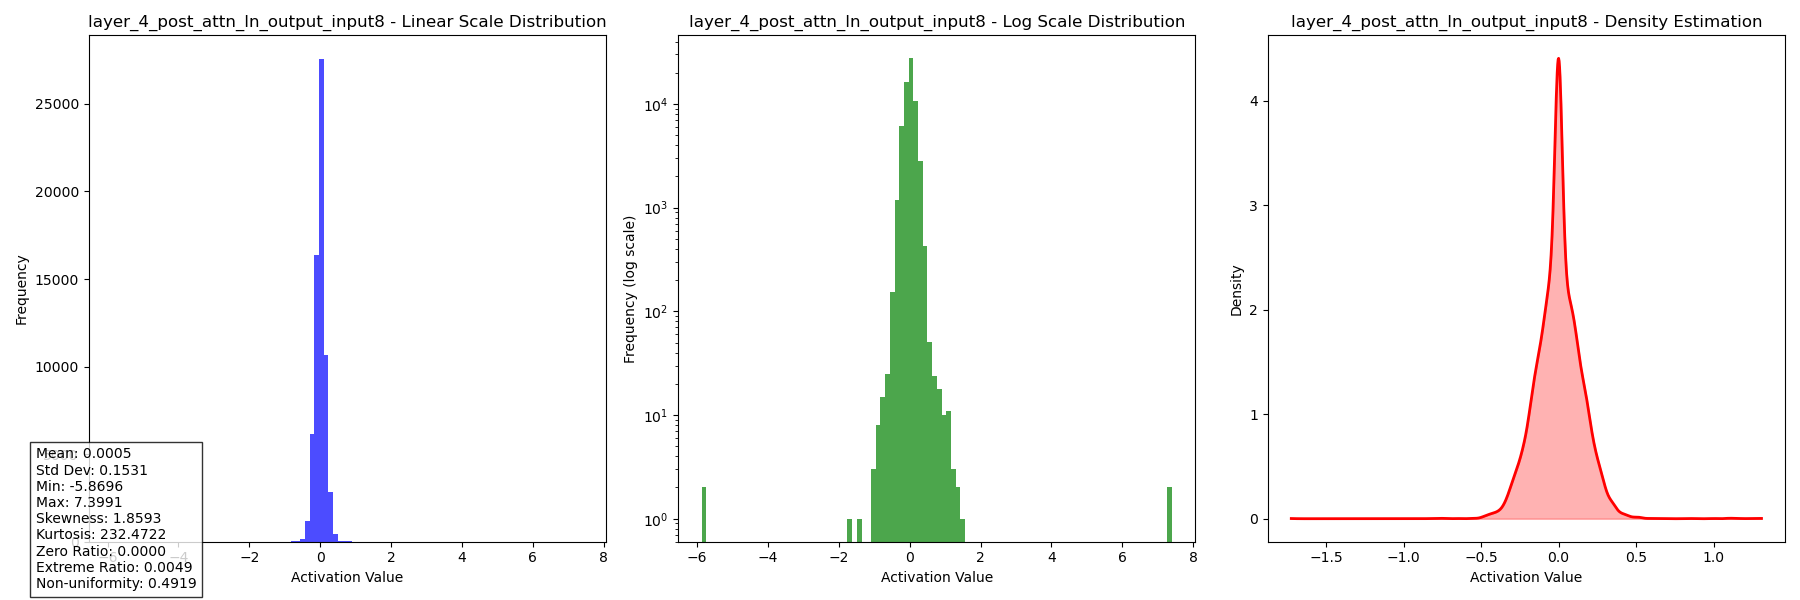 layer_4_post_attn_ln_output_input8 - Linear Scale Distribution
Frequency
25000
20000
15000
10000
−4
−2
0
2
4
6
8
Activation Value
Mean: 0.0005
Std Dev: 0.1531
Min: -5.8696
Max: 7.3991
Skewness: 1.8593
Kurtosis: 232.4722
Zero Ratio: 0.0000
Extreme Ratio: 0.0049
Non-uniformity: 0.4919
layer_4_post_attn_ln_output_input8 - Log Scale Distribution
Frequency (log scale)
10⁴
10³
10²
10¹
10⁰
−6
−4
−2
0
2
4
6
8
Activation Value
layer_4_post_attn_ln_output_input8 - Density Estimation
Density
4
3
2
1
0
−1.5
−1.0
−0.5
0.0
0.5
1.0
Activation Value